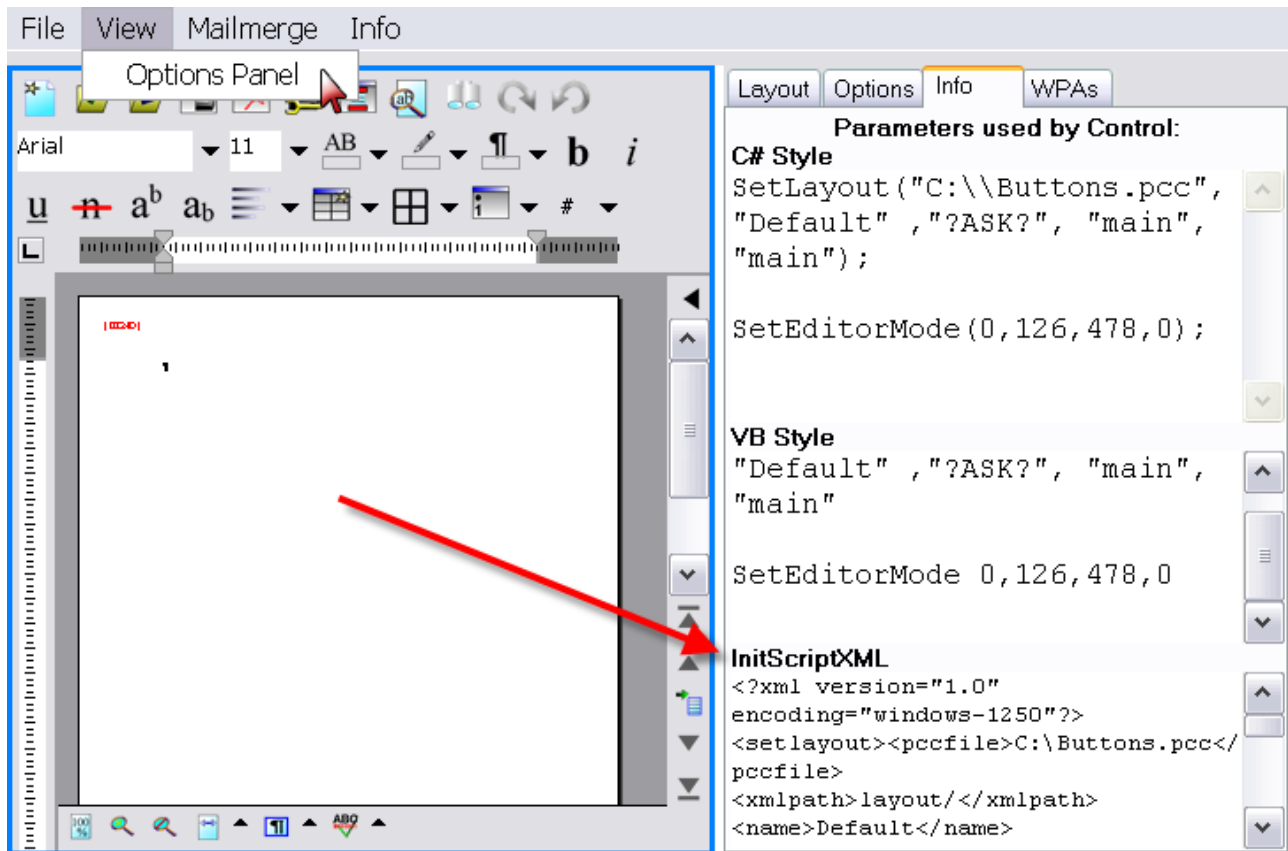 File View Mailmerge Info
Options Panel
Arial 11 AB b i
u n ab ab #
L
Layout Options Info WPAs
Parameters used by Control:
C# Style
SetLayout("C:\\Buttons.pcc",
"Default" ,"?ASK?", "main",
"main");
SetEditorMode(0,126,478,0);
VB Style
"Default" ,"?ASK?", "main",
"main"
SetEditorMode 0,126,478,0
InitScriptXML
<?xml version="1.0"
encoding="windows-1250"?>
<setlayout><pccfile>C:\Buttons.pcc</
pccfile>
<xmlpath>layout/</xmlpath>
<name>Default</name>
100% ABC